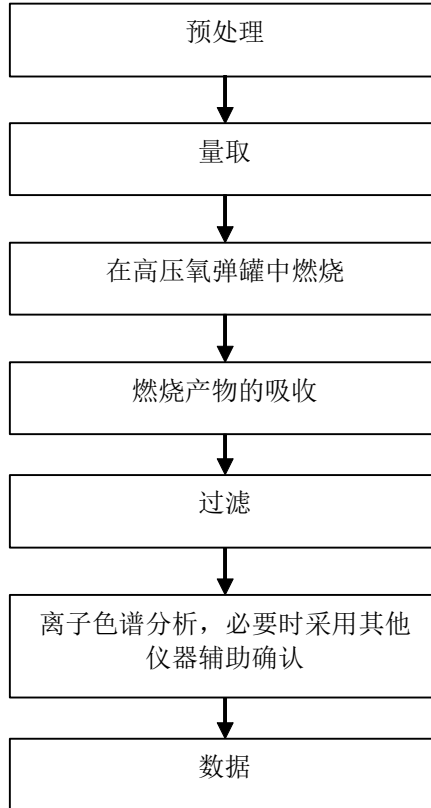 预处理
量取
在高压氧弹罐中燃烧
燃烧产物的吸收
过滤
离子色谱分析，必要时采用其他
仪器辅助确认
数据